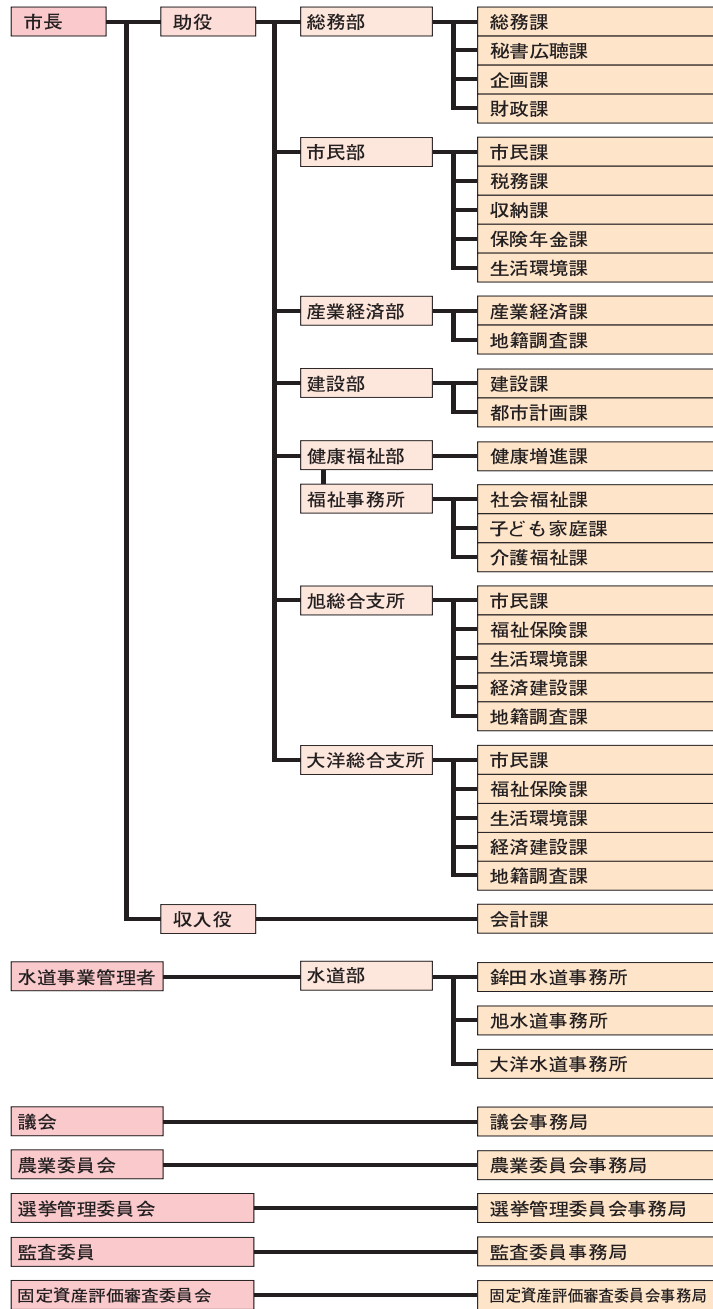 市長
助役
総務部
総務課
秘書広聴課
企画課
財政課
市民部
市民課
税務課
収納課
保険年金課
生活環境課
産業経済部
産業経済課
地籍調査課
建設部
建設課
都市計画課
健康福祉部
健康増進課
福祉事務所
社会福祉課
子ども家庭課
介護福祉課
旭総合支所
市民課
福祉保険課
生活環境課
経済建設課
地籍調査課
大洋総合支所
市民課
福祉保険課
生活環境課
経済建設課
地籍調査課
収入役
会計課
水道事業管理者
水道部
鉾田水道事務所
旭水道事務所
大洋水道事務所
議会
議会事務局
農業委員会
農業委員会事務局
選挙管理委員会
選挙管理委員会事務局
監査委員
監査委員事務局
固定資産評価審査委員会
固定資産評価審査委員会事務局